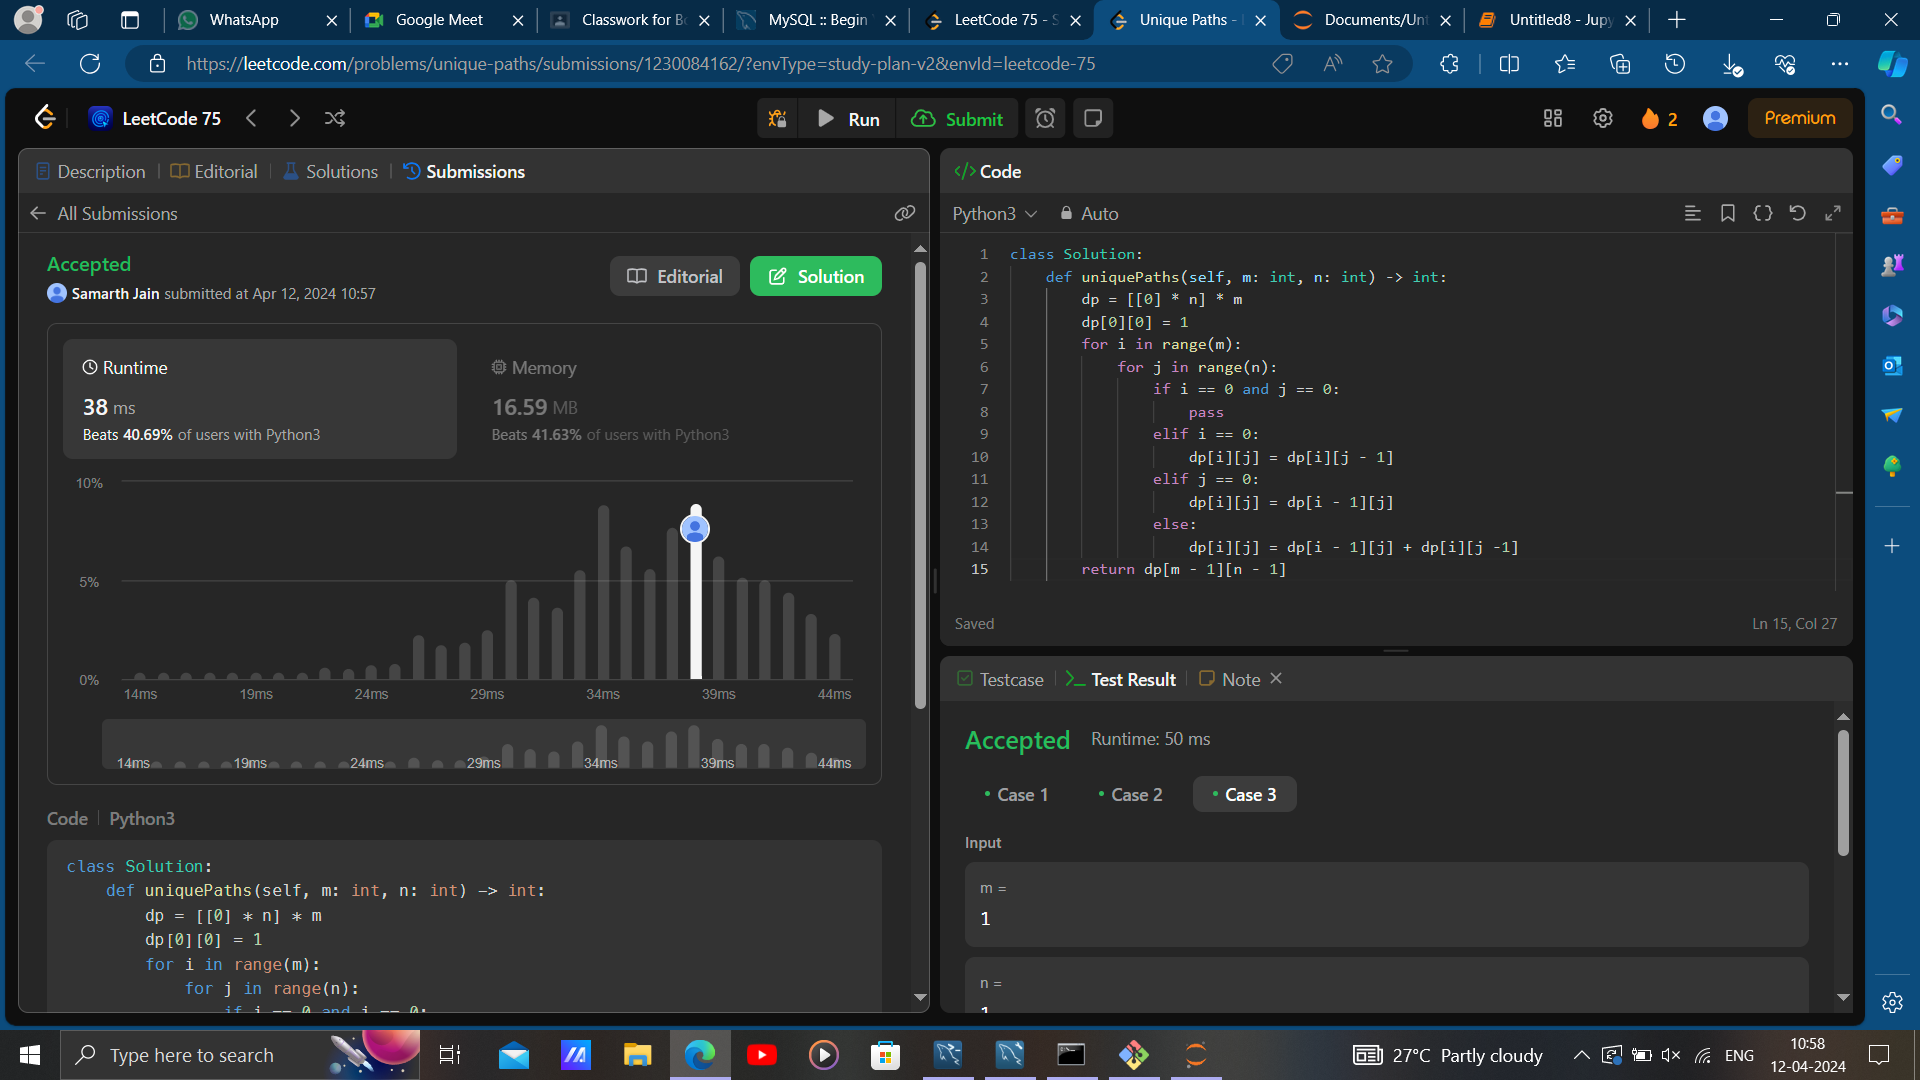 WhatsApp
Google Meet
Classwork for Bo
MySQL :: Begin
LeetCode 75 - S
Unique Paths - L
Documents/Unt
Untitled8 - Jupy
https://leetcode.com/problems/unique-paths/submissions/1230084162/?envType=study-plan-v2&envId=leetcode-75
LeetCode 75
Run
Submit
2
Premium
Description
Editorial
Solutions
Submissions
All Submissions
Accepted
Samarth Jain submitted at Apr 12, 2024 10:57
Editorial
Solution
Runtime
38 ms
Beats 40.69% of users with Python3
Memory
16.59 MB
Beats 41.63% of users with Python3
10%
5%
0%
14ms 19ms 24ms 29ms 34ms 39ms 44ms
14ms 19ms 24ms 29ms 34ms 39ms 44ms
Code | Python3
class Solution:
def uniquePaths(self, m: int, n: int) -> int:
dp = [[0] * n] * m
dp[0][0] = 1
for i in range(m):
for j in range(n):
if i == 0 and j == 0:
</> Code
Python3
Auto
1 class Solution:
2 def uniquePaths(self, m: int, n: int) -> int:
3 dp = [[0] * n] * m
4 dp[0][0] = 1
5 for i in range(m):
6 for j in range(n):
7 if i == 0 and j == 0:
8 pass
9 elif i == 0:
10 dp[i][j] = dp[i][j - 1]
11 elif j == 0:
12 dp[i][j] = dp[i - 1][j]
13 else:
14 dp[i][j] = dp[i - 1][j] + dp[i][j -1]
15 return dp[m - 1][n - 1]
Saved
Ln 15, Col 27
Testcase
Test Result
Note
Accepted Runtime: 50 ms
Case 1
Case 2
Case 3
Input
m =
1
n =
1
Type here to search
27°C Partly cloudy
ENG
10:58
12-04-2024